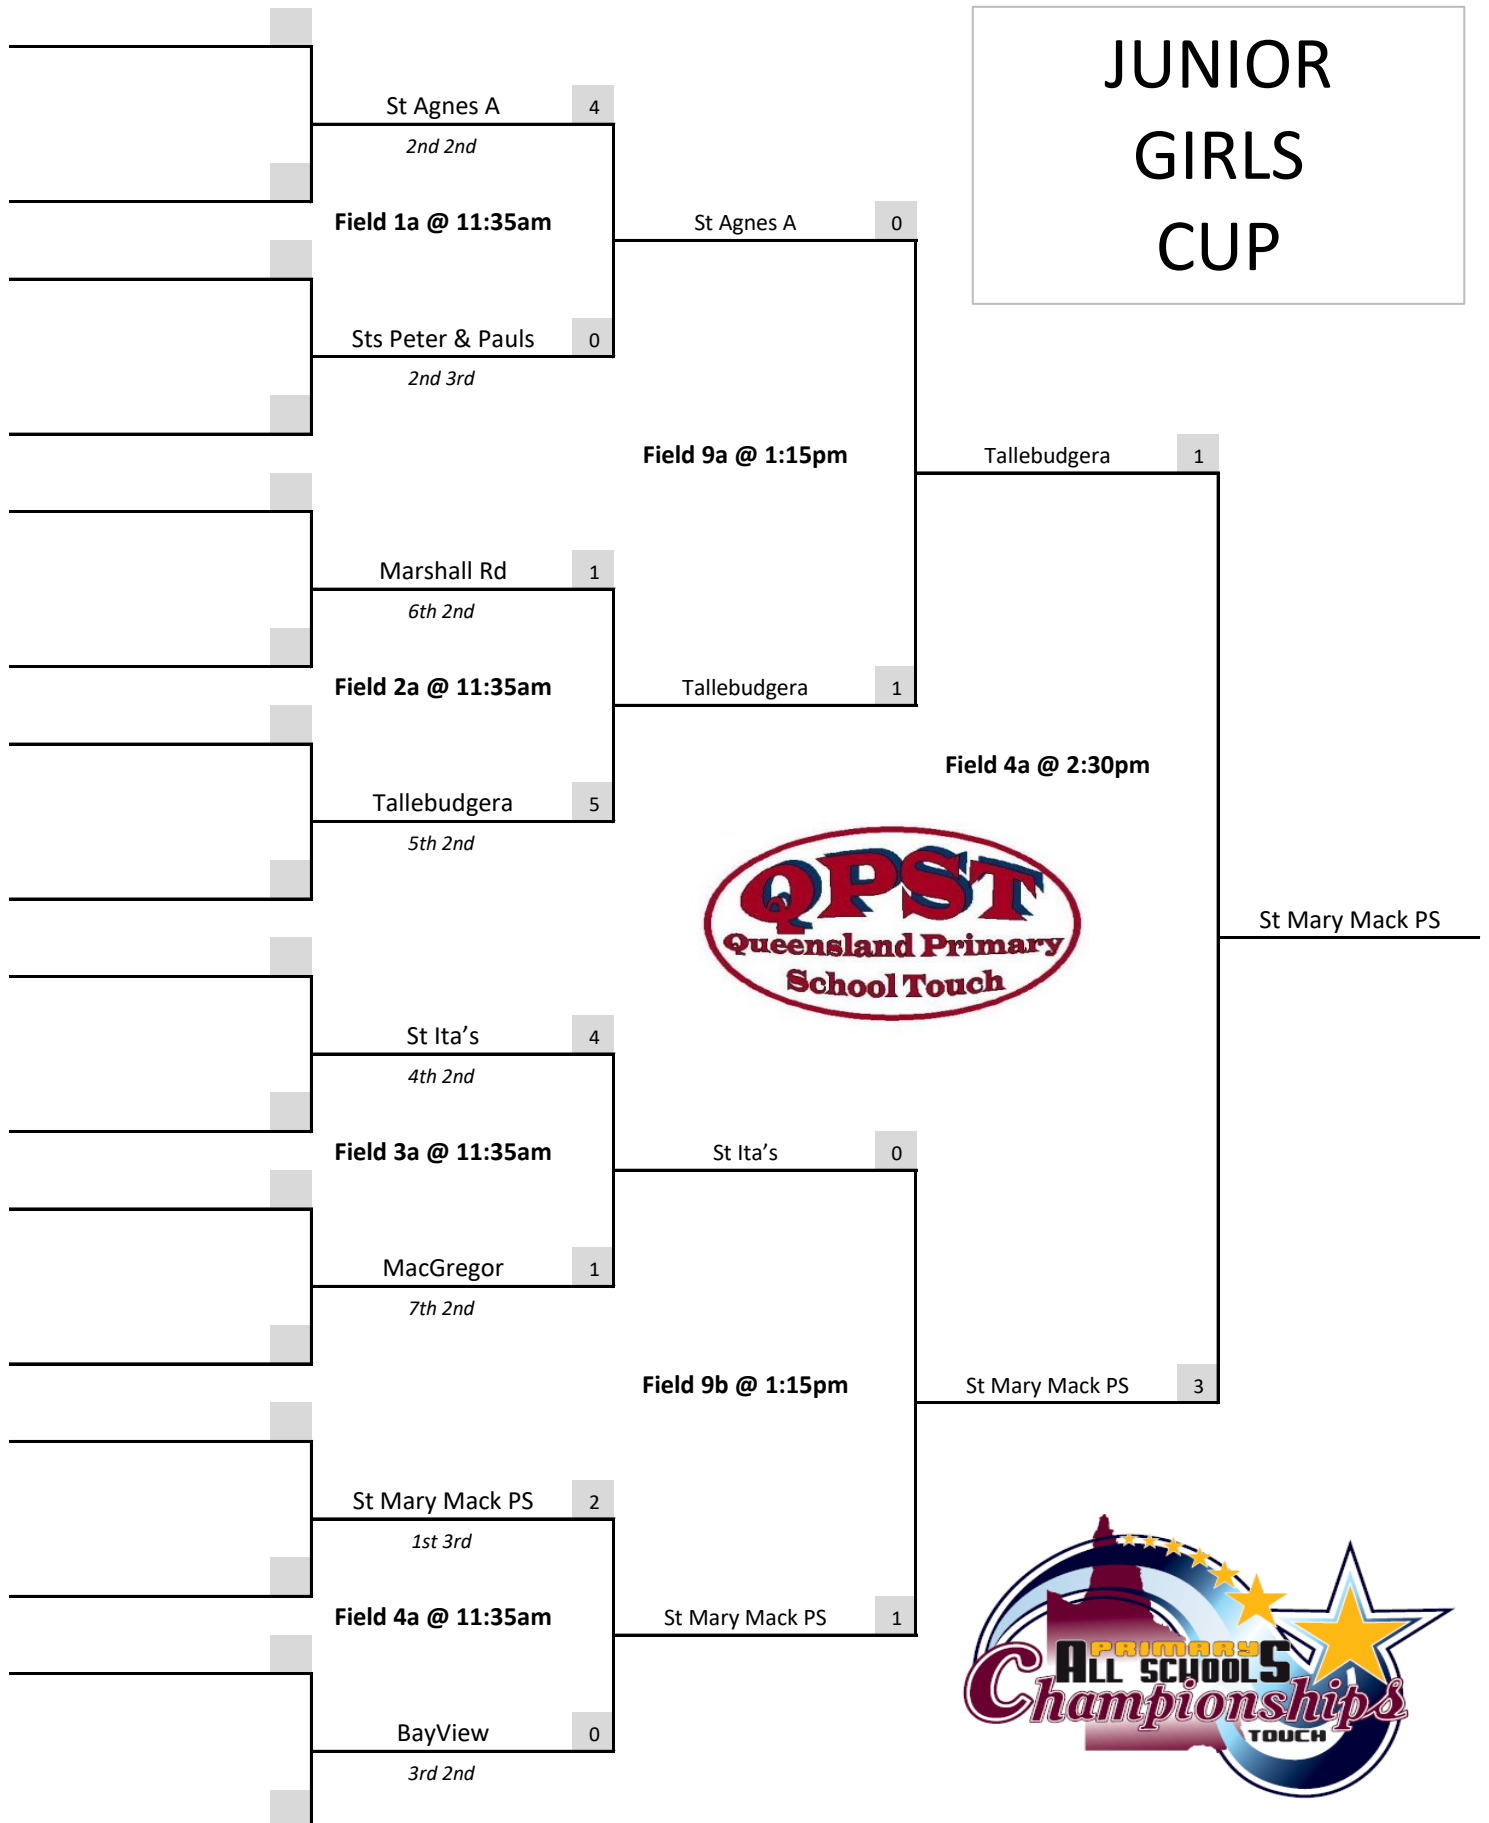 JUNIOR
GIRLS
CUP
St Agnes A 4
2nd 2nd
Field 1a @ 11:35am
Sts Peter & Pauls 0
2nd 3rd
Marshall Rd 1
6th 2nd
Field 2a @ 11:35am
Tallebudgera 5
5th 2nd
St Ita’s 4
4th 2nd
Field 3a @ 11:35am
MacGregor 1
7th 2nd
St Mary Mack PS 2
1st 3rd
Field 4a @ 11:35am
BayView 0
3rd 2nd
St Agnes A 0
Field 9a @ 1:15pm
Tallebudgera 1
St Ita’s 0
Field 9b @ 1:15pm
St Mary Mack PS 1
Tallebudgera 1
Field 4a @ 2:30pm
St Mary Mack PS 3
St Mary Mack PS
QPST
Queensland Primary
School Touch
PRIMARY
ALL SCHOOLS
Championships
TOUCH